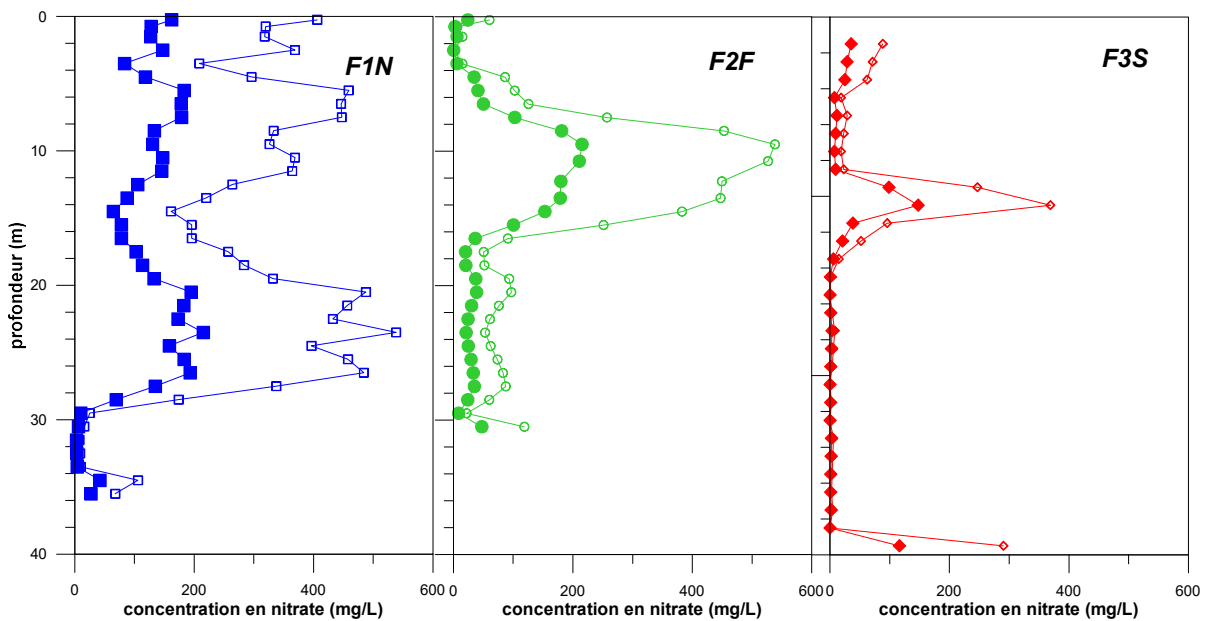 0
10
20
30
40
profondeur (m)
F1N
F2F
F3S
0 200 400 600
0 200 400 600
0 200 400 600
concentration en nitrate (mg/L)
concentration en nitrate (mg/L)
concentration en nitrate (mg/L)